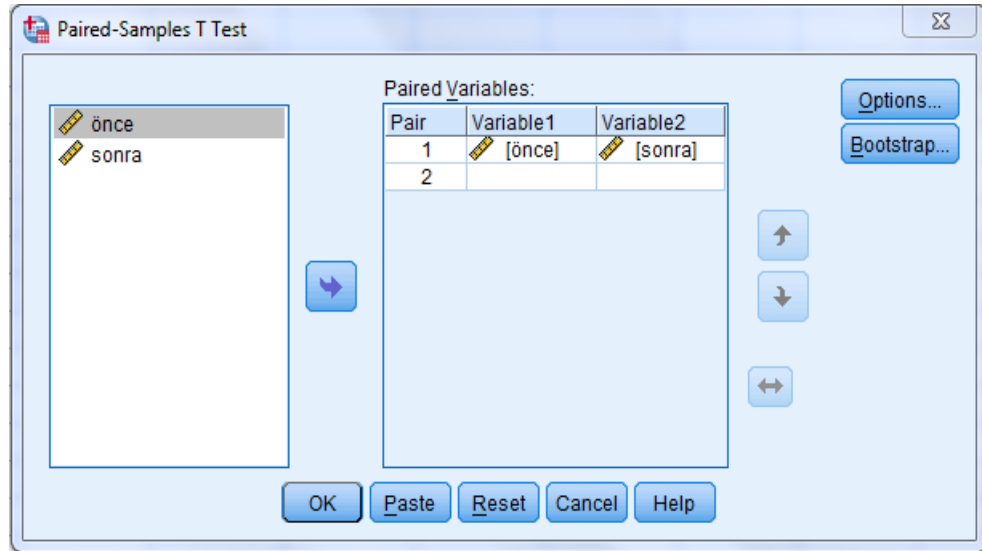 Paired-Samples T Test
Paired Variables:
önce
sonra
Pair Variable1 Variable2
1 [önce] [sonra]
2
Options...
Bootstrap...
OK Paste Reset Cancel Help